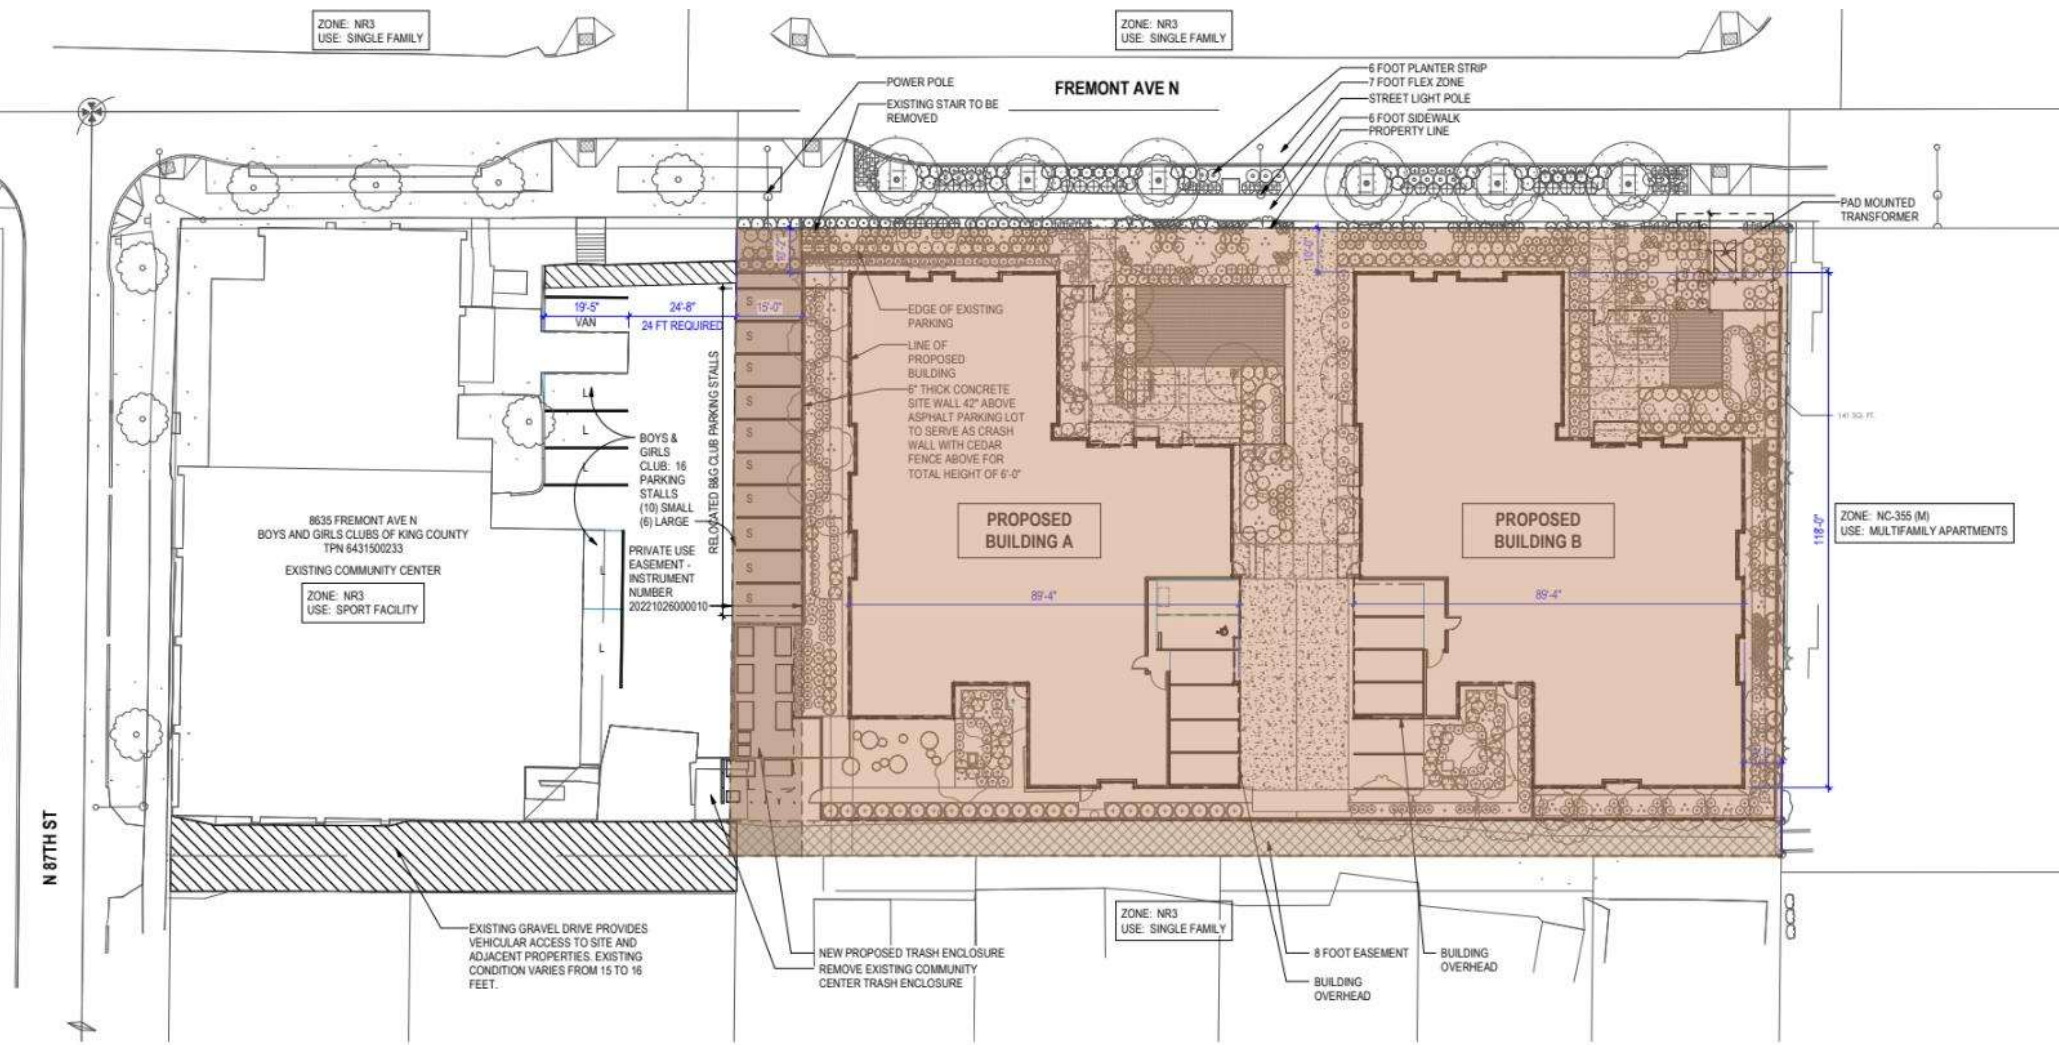 ZONE: NR3
USE: SINGLE FAMILY
ZONE: NR3
USE: SINGLE FAMILY
POWER POLE
EXISTING STAIR TO BE
REMOVED
FREMONT AVE N
6 FOOT PLANTER STRIP
7 FOOT FLEX ZONE
STREET LIGHT POLE
6 FOOT SIDEWALK
PROPERTY LINE
PAD MOUNTED
TRANSFORMER
10'-2"
10'-0"
19'-5"
VAN
24'-8"
24 FT REQUIRED
15'-0"
S
S
S
S
S
S
S
S
S
S
L
L
L
L
L
RELOCATED B&G CLUB PARKING STALLS
EDGE OF EXISTING
PARKING
LINE OF
PROPOSED
BUILDING
6" THICK CONCRETE
SITE WALL 42" ABOVE
ASPHALT PARKING LOT
TO SERVE AS CRASH
WALL WITH CEDAR
FENCE ABOVE FOR
TOTAL HEIGHT OF 6'-0"
141 SQ. FT.
BOYS &
GIRLS
CLUB: 16
PARKING
STALLS
(10) SMALL
(6) LARGE
PRIVATE USE
EASEMENT -
INSTRUMENT
NUMBER
20221026000010
8635 FREMONT AVE N
BOYS AND GIRLS CLUBS OF KING COUNTY
TPN 6431500233
EXISTING COMMUNITY CENTER
ZONE: NR3
USE: SPORT FACILITY
PROPOSED
BUILDING A
PROPOSED
BUILDING B
89'-4"
89'-4"
118'-0"
ZONE: NC-355 (M)
USE: MULTIFAMILY APARTMENTS
N 87TH ST
EXISTING GRAVEL DRIVE PROVIDES
VEHICULAR ACCESS TO SITE AND
ADJACENT PROPERTIES. EXISTING
CONDITION VARIES FROM 15 TO 16
FEET.
NEW PROPOSED TRASH ENCLOSURE
REMOVE EXISTING COMMUNITY
CENTER TRASH ENCLOSURE
ZONE: NR3
USE: SINGLE FAMILY
8 FOOT EASEMENT
BUILDING
OVERHEAD
BUILDING
OVERHEAD